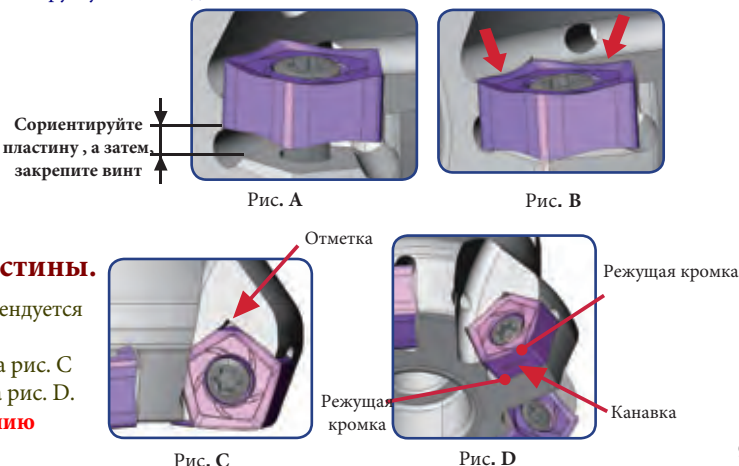 Сориентируйте
пластину , а затем,
закрепите винт
Рис. A
Рис. B
стины.
ендуется
а рис. C
а рис. D.
нию
Отметка
Режущая кромка
Режущая
кромка
Канавка
Рис. C
Рис. D